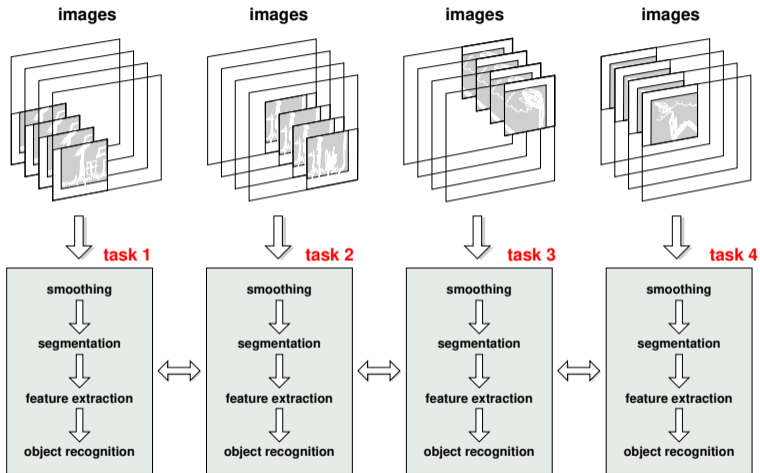 images images images images
task 1 task 2 task 3 task 4
smoothing smoothing smoothing smoothing
segmentation segmentation segmentation segmentation
feature extraction feature extraction feature extraction feature extraction
object recognition object recognition object recognition object recognition